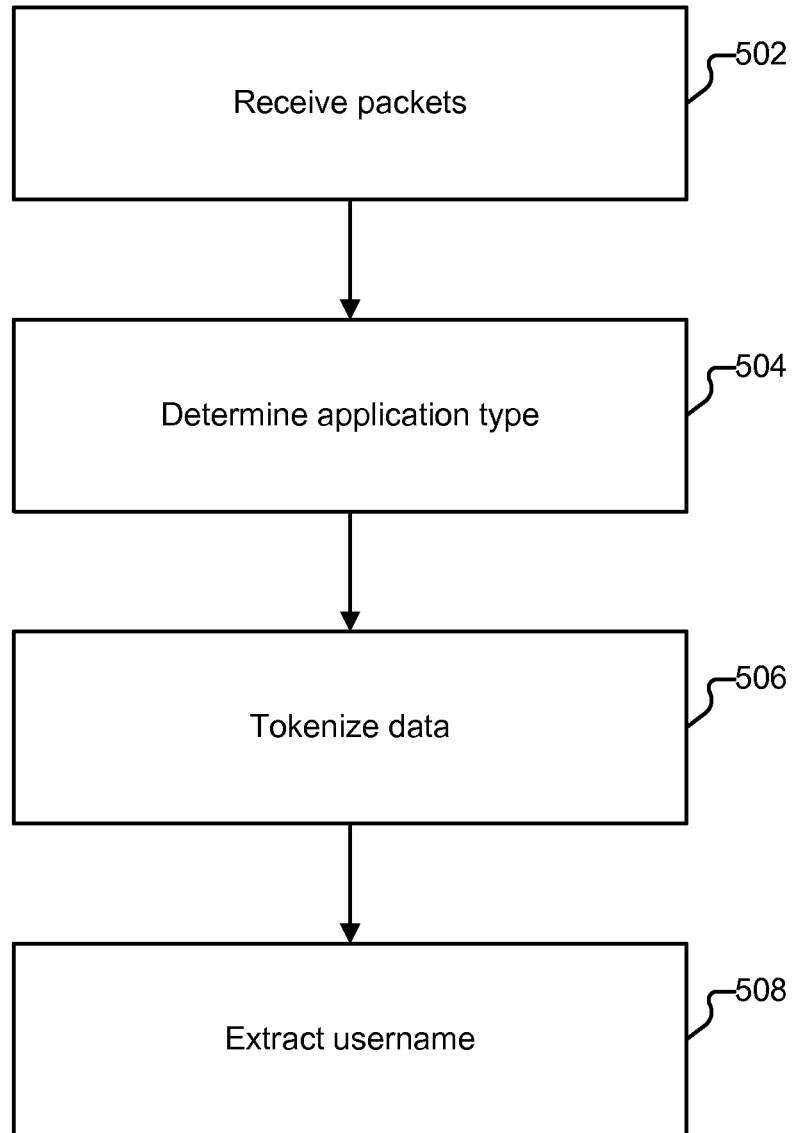 502
Receive packets
504
Determine application type
506
Tokenize data
508
Extract username